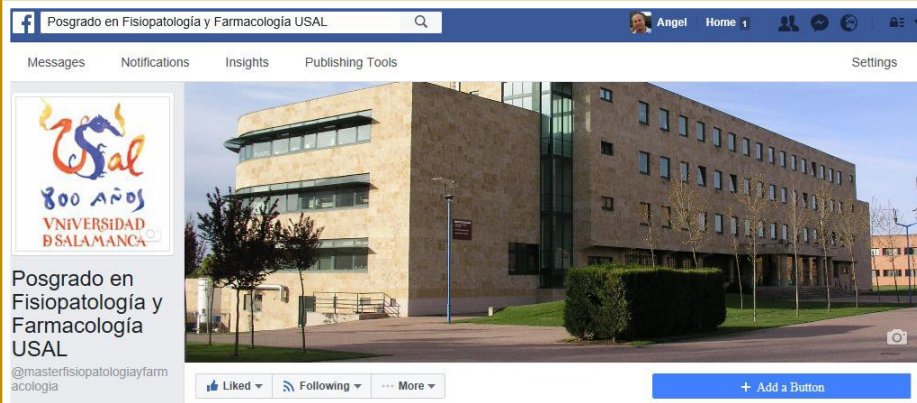 f Posgrado en Fisiopatología y Farmacología USAL Angel Home 1
Messages Notifications Insights Publishing Tools Settings
USal
800 AÑOS
VNiVERSiDAD
D SALAMANCA
Posgrado en
Fisiopatología y
Farmacología
USAL
@masterfisiopatologiayfarm
acologia
Liked Following ··· More + Add a Button